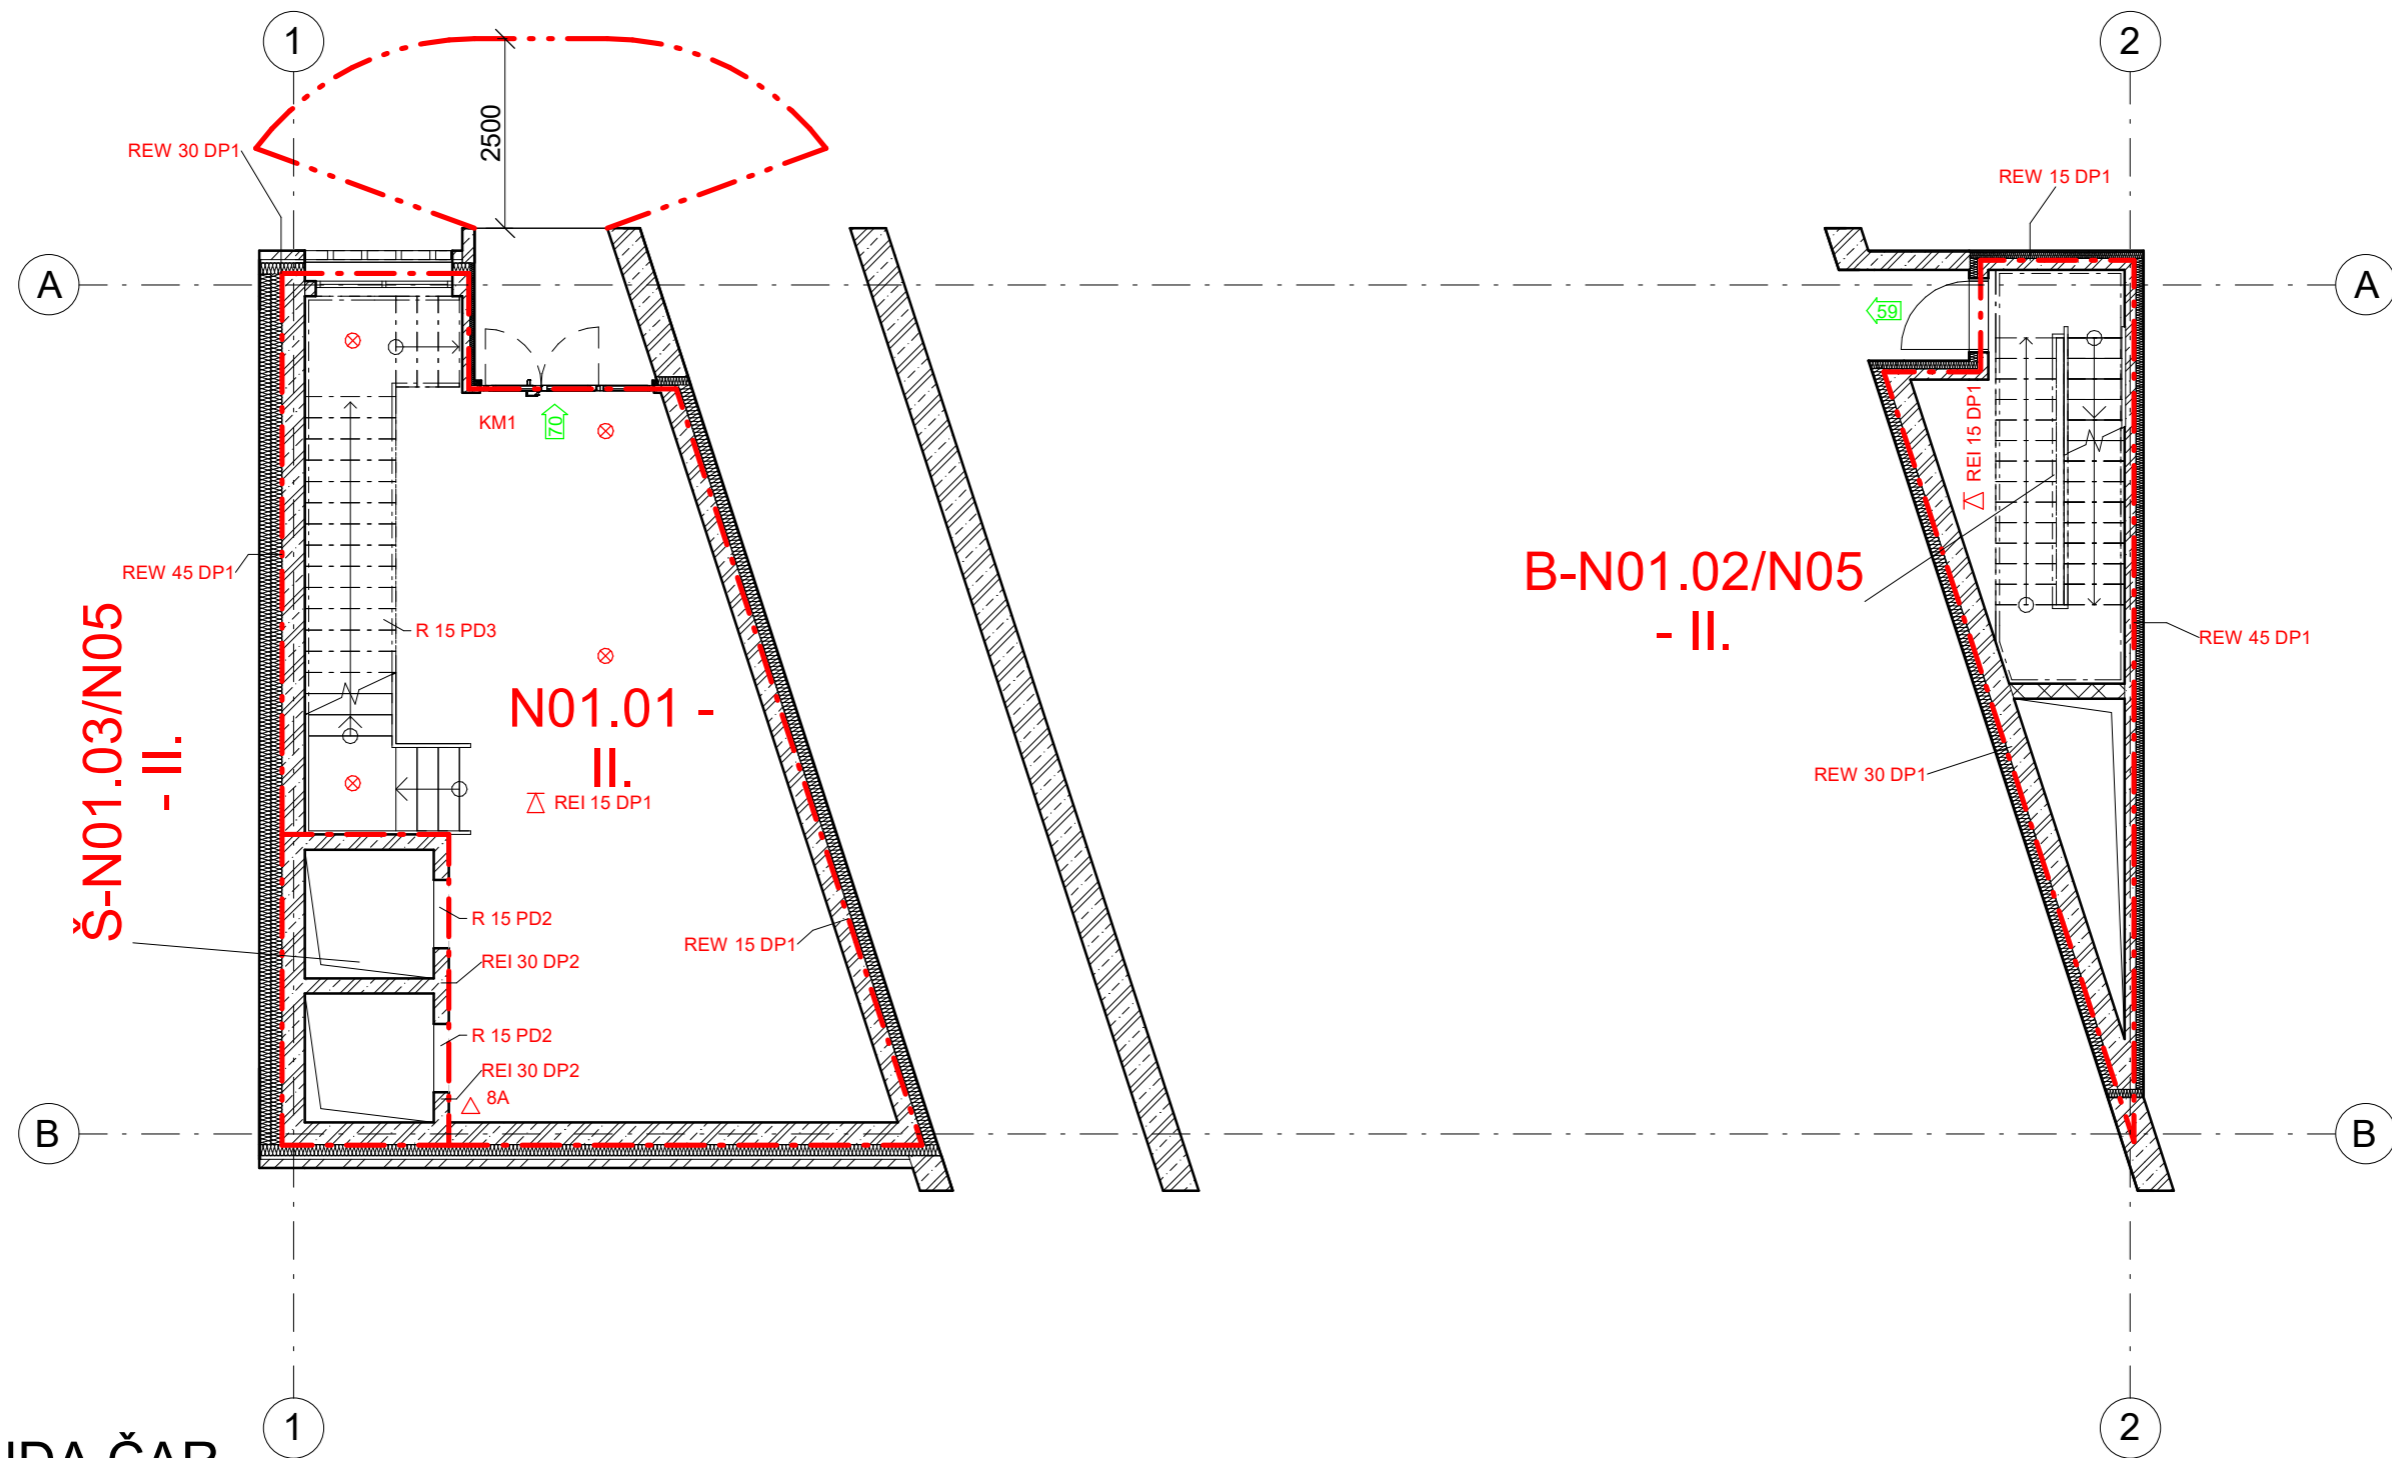 1
2
2500
REW 30 DP1
REW 15 DP1
A
A
59
KM1
70
REI 15 DP1
REW 45 DP1
B-N01.02/N05
- II.
R 15 PD3
REW 45 DP1
Š-N01.03/N05
- II.
N01.01 -
II.
REI 15 DP1
REW 30 DP1
R 15 PD2
REW 15 DP1
REI 30 DP2
R 15 PD2
REI 30 DP2
8A
B
B
1
2
ČAR